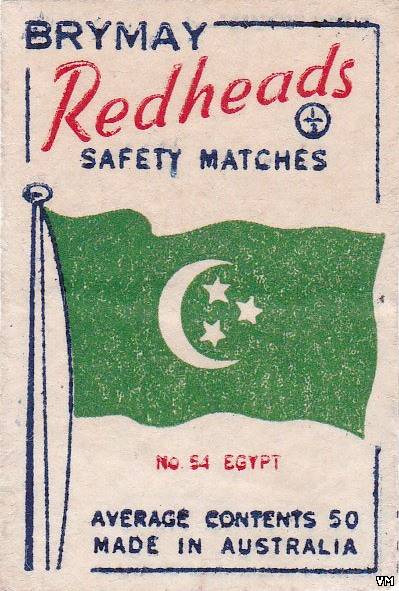 BRYMAY
Redheads
SAFETY MATCHES
No. 54 EGYPT
AVERAGE CONTENTS 50
MADE IN AUSTRALIA
VM